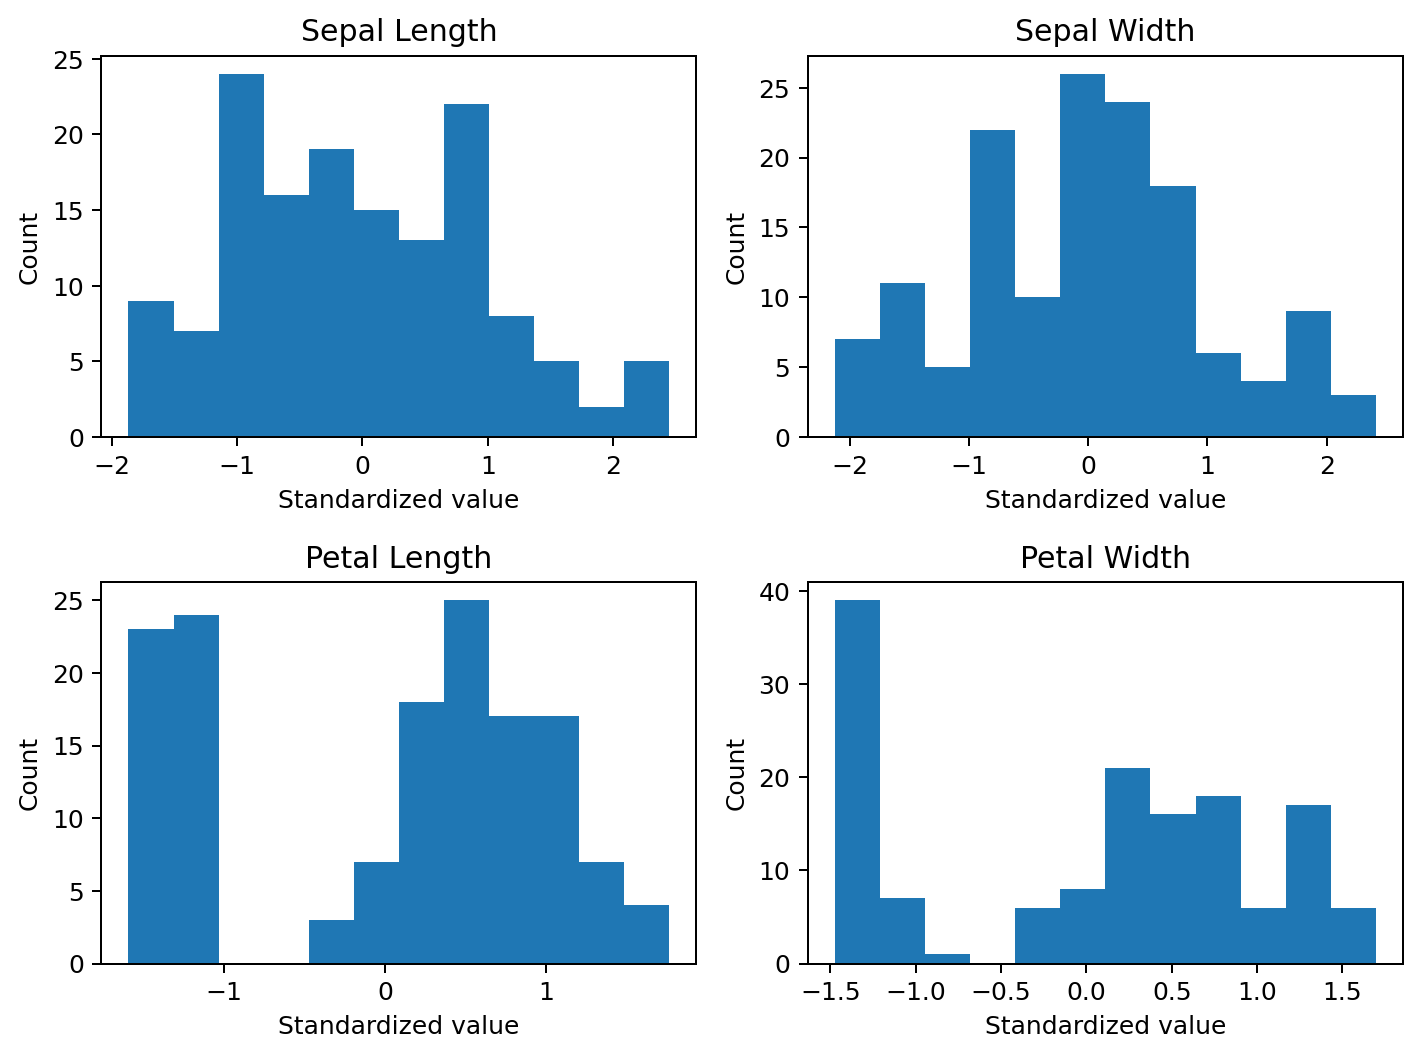 Sepal Length
25
20
15
10
5
0
Count
−2 −1 0 1 2
Standardized value
Sepal Width
25
20
15
10
5
0
Count
−2 −1 0 1 2
Standardized value
Petal Length
25
20
15
10
5
0
Count
−1 0 1
Standardized value
Petal Width
40
30
20
10
0
Count
−1.5 −1.0 −0.5 0.0 0.5 1.0 1.5
Standardized value